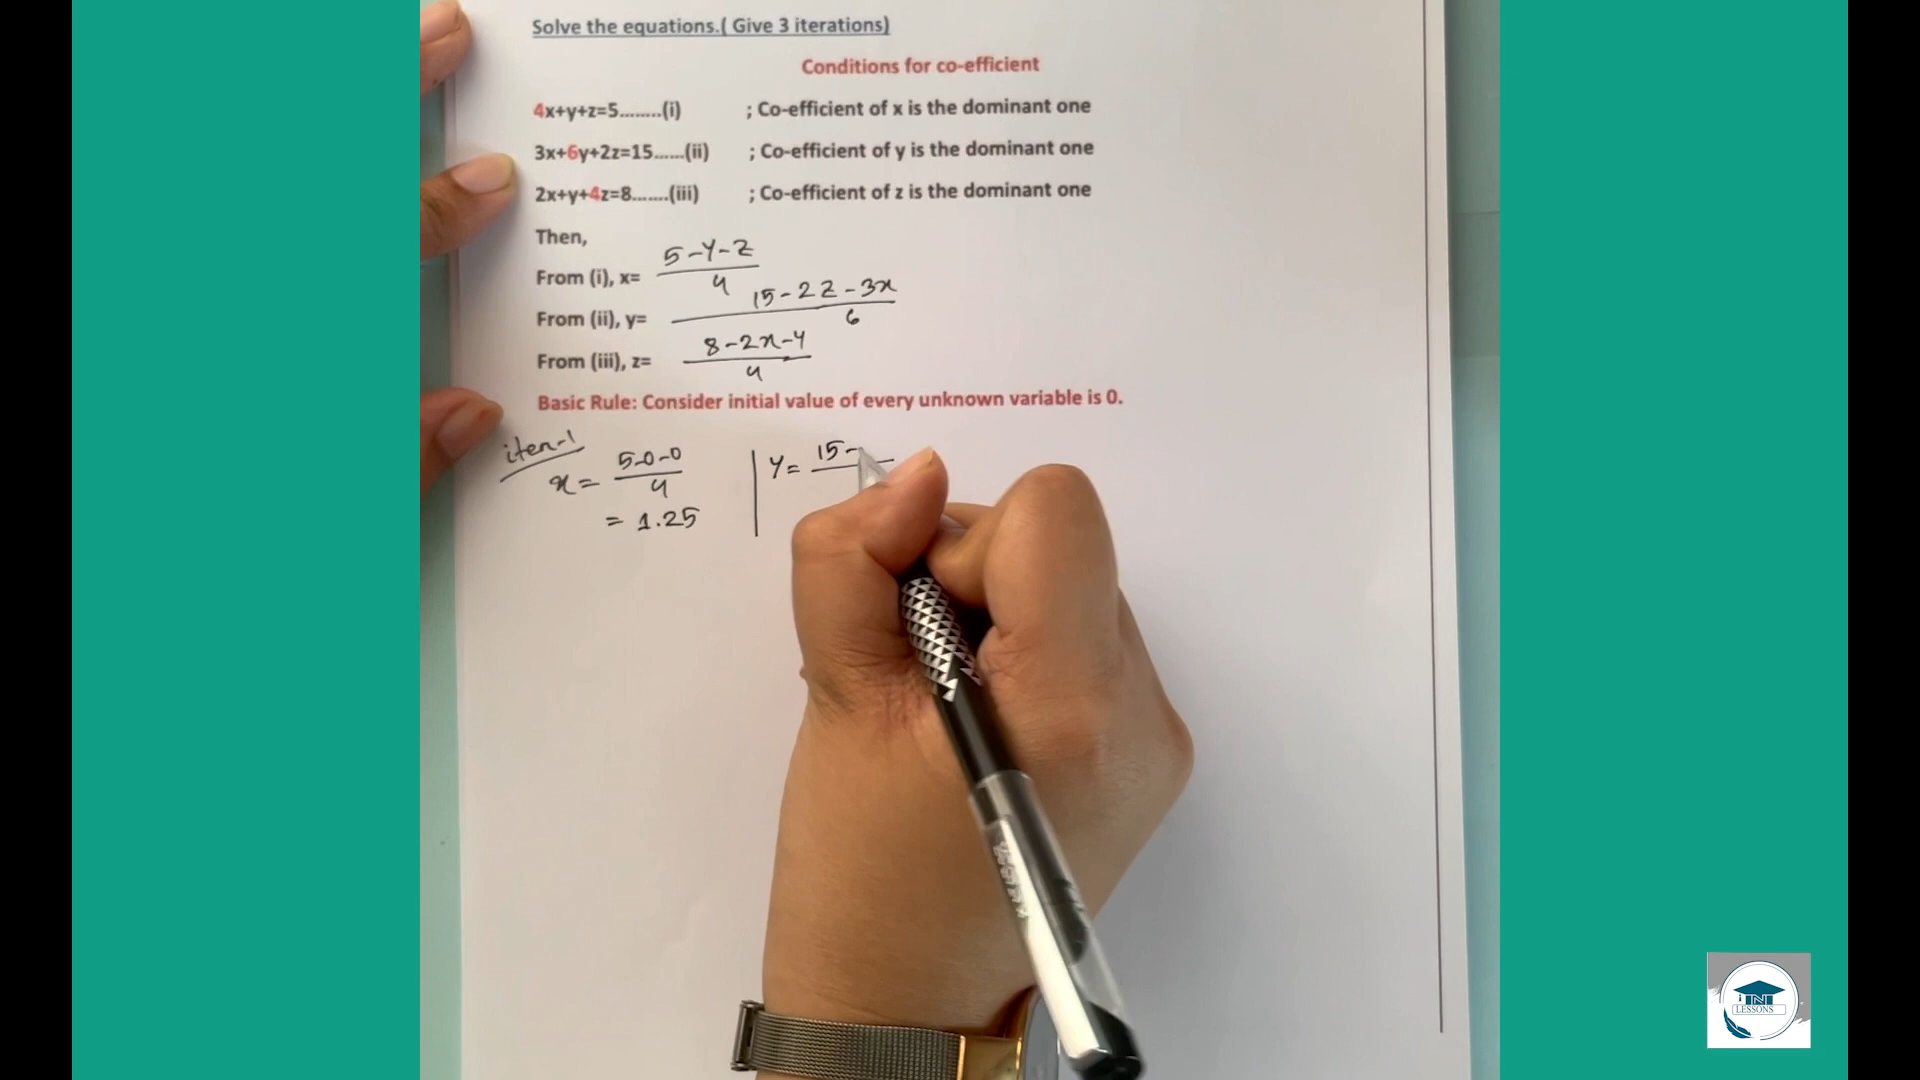 Solve the equations.( Give 3 iterations)
Conditions for co-efficient
4x+y+z=5........(i) ; Co-efficient of x is the dominant one
3x+6y+2z=15......(ii) ; Co-efficient of y is the dominant one
2x+y+4z=8.......(iii) ; Co-efficient of z is the dominant one
Then,
5-y-z
From (i), x=
4
15-2z-3x
From (ii), y=
6
8-2x-y
From (iii), z=
4
Basic Rule: Consider initial value of every unknown variable is 0.
iter-1
x= 5-0-0 / 4
y= 15-
= 1.25
iN
LESSONS